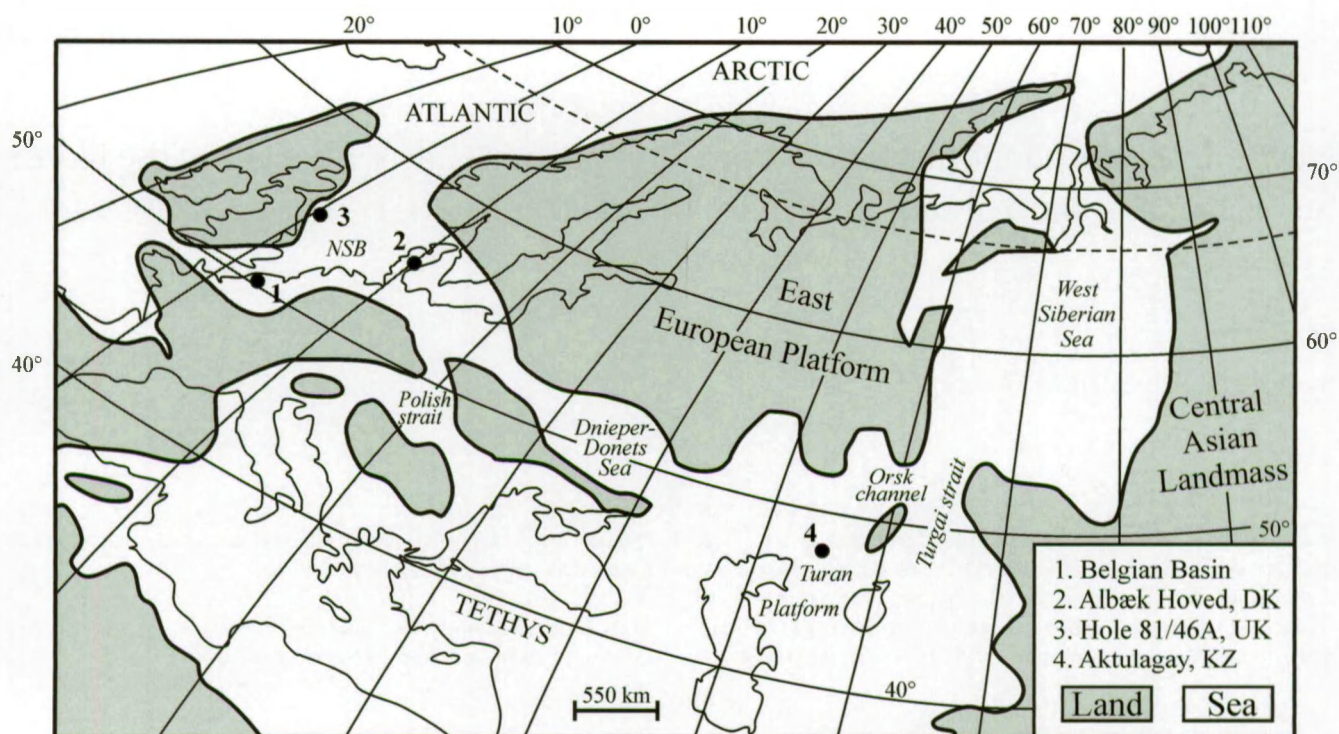 20° 10° 0° 10° 20° 30° 40° 50° 60° 70° 80° 90° 100° 110°
ARCTIC
ATLANTIC
50°
70°
3
NSB
2
1
East
European Platform
West
Siberian
Sea
60°
40°
Polish
strait
Dnieper-
Donets
Sea
Central
Asian
Landmass
Orsk
channel
Turgai strait
50°
4
Turan
Platform
TETHYS
40°
550 km
1. Belgian Basin
2. Albæk Hoved, DK
3. Hole 81/46A, UK
4. Aktulagay, KZ
Land
Sea